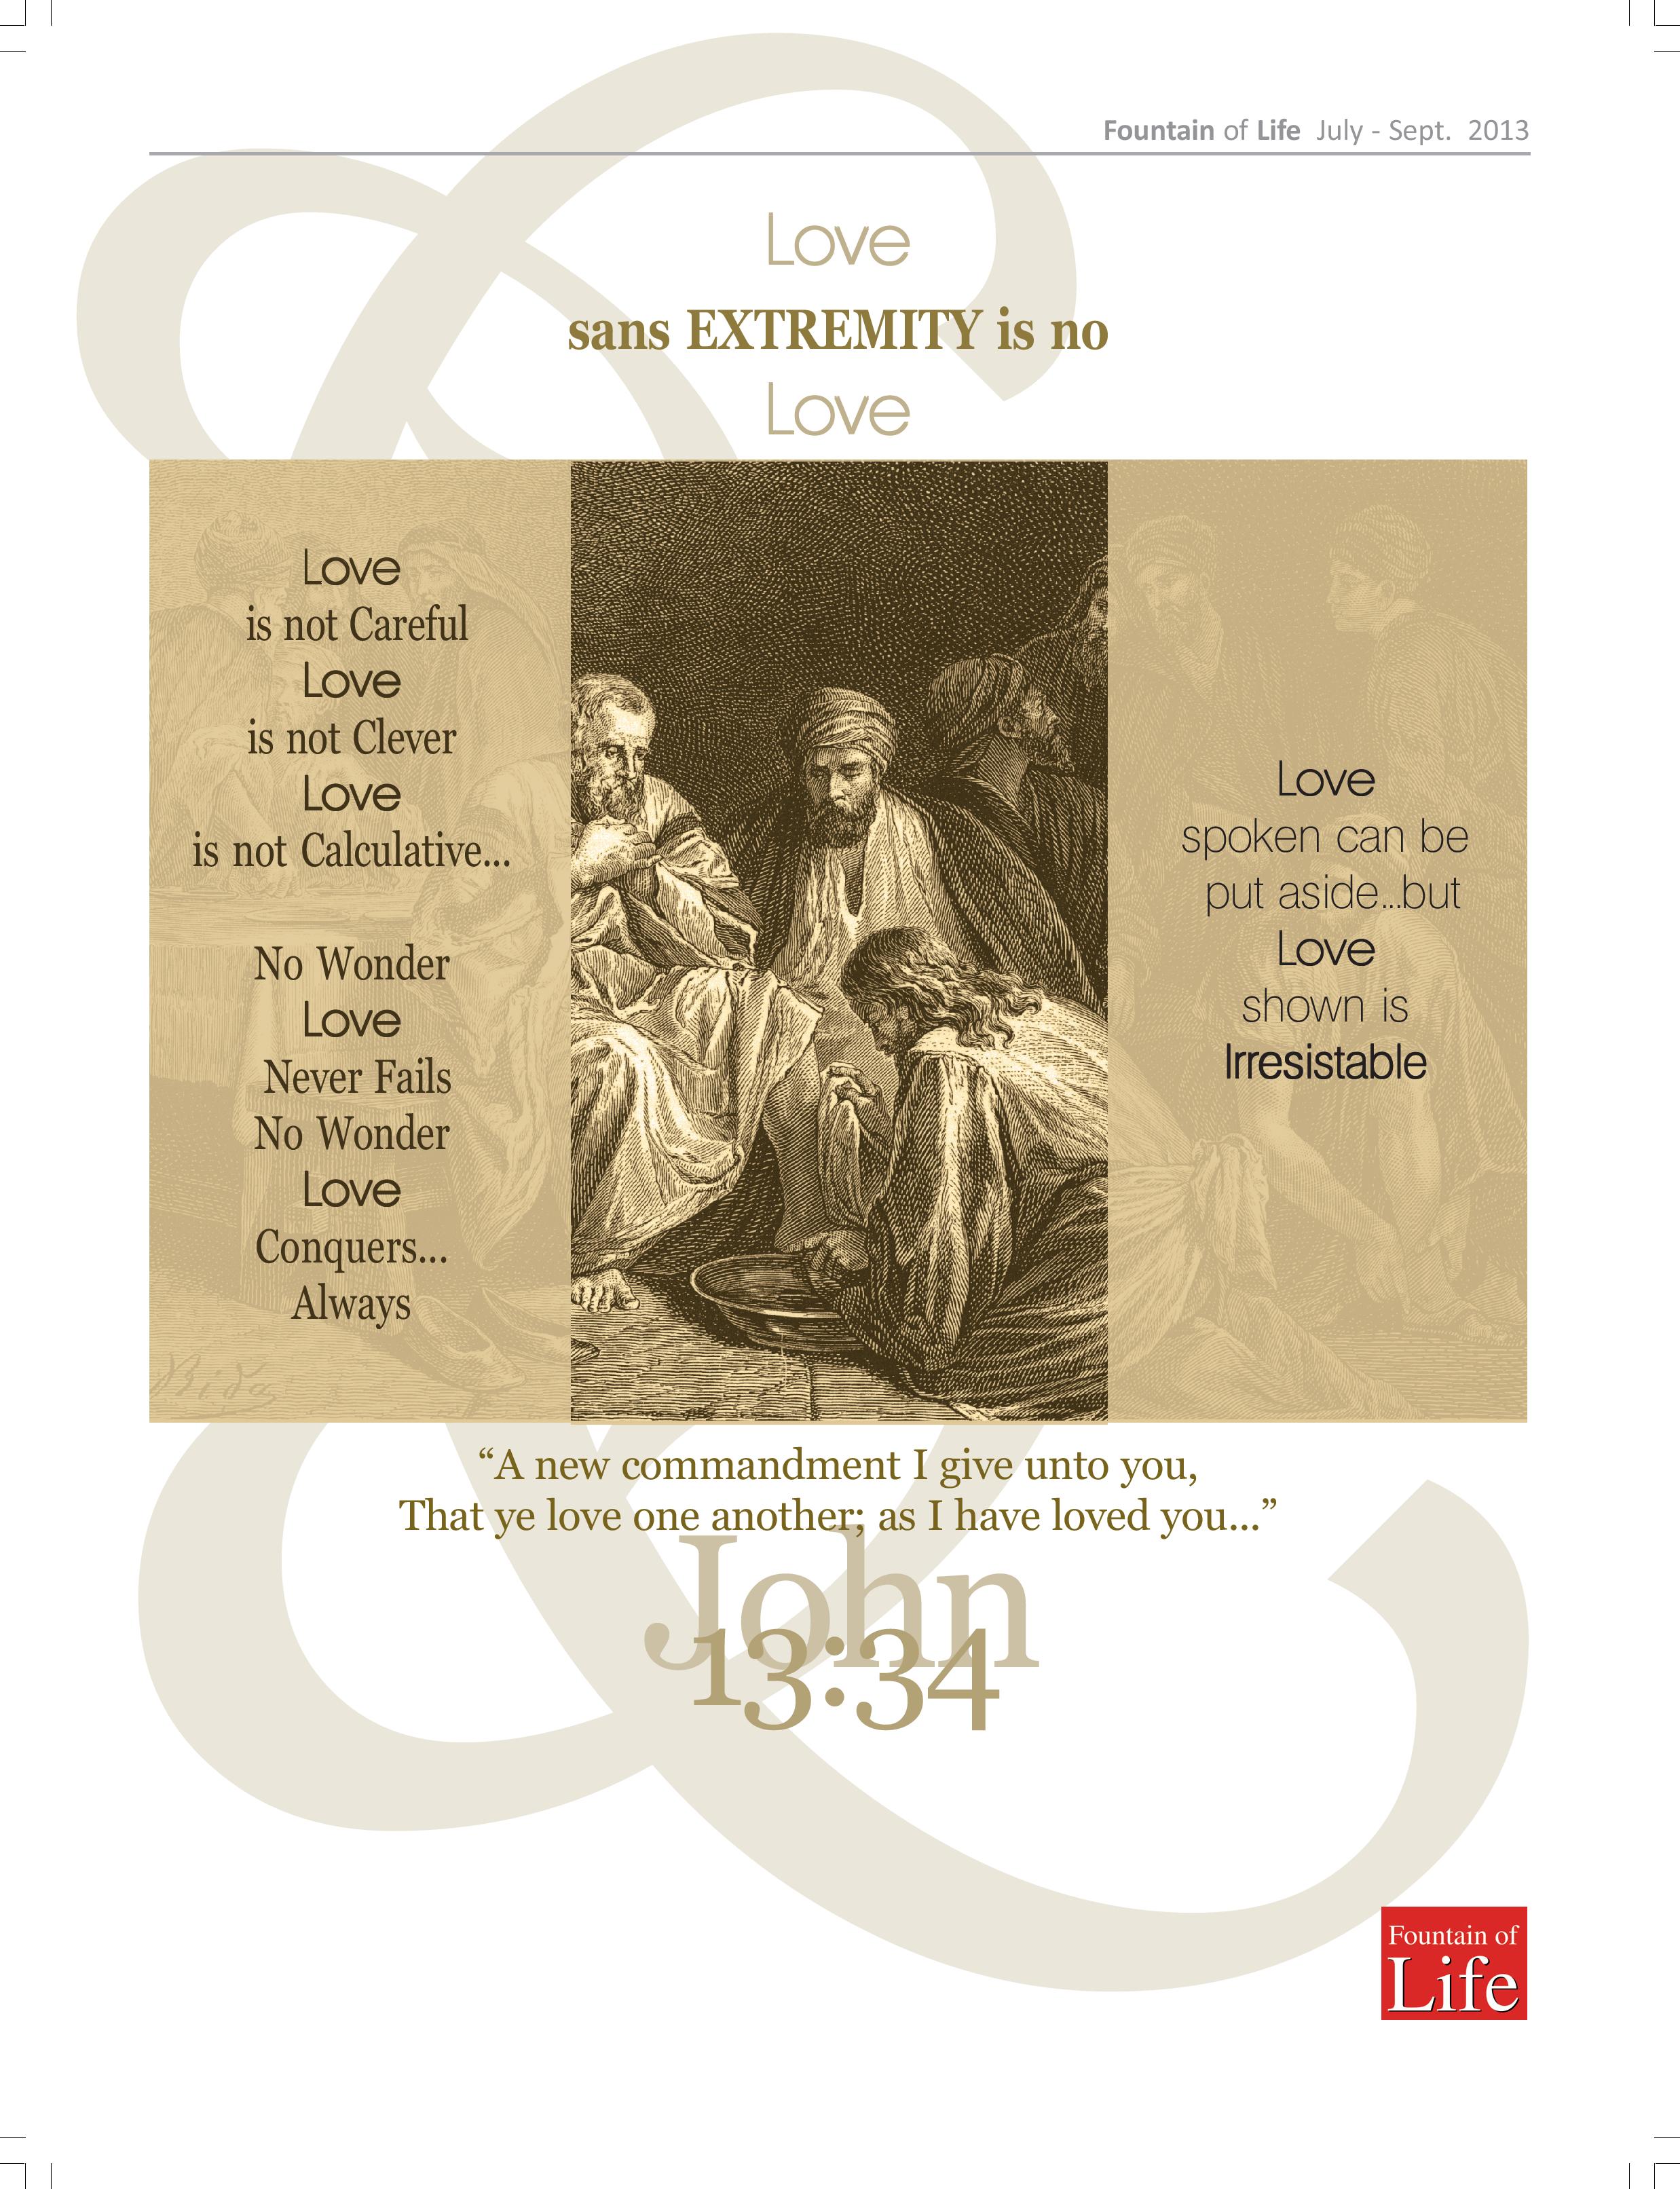 Fountain of Life July - Sept. 2013
Love
sans EXTREMITY is no
Love
Love
is not Careful
Love
is not Clever
Love
is not Calculative...
No Wonder
Love
Never Fails
No Wonder
Love
Conquers...
Always
Love
spoken can be
put aside...but
Love
shown is
Irresistable
Bida
“A new commandment I give unto you,
That ye love one another; as I have loved you...”
John
13:34
Fountain of
Life